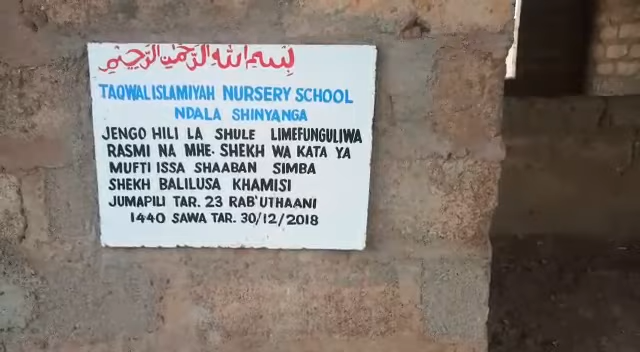 بسم الله الرحمن الرحيم
TAQWALISLAMIYAH NURSERY SCHOOL
NDALA SHINYANGA
JENGO HILI LA SHULE LIMEFUNGULIWA
RASMI NA MHE. SHEKH WA KATA YA
MUFTI ISSA SHAABAN SIMBA
SHEKH BALILUSA KHAMISI
JUMAPILI TAR. 23 RAB'UTHAANI
1440 SAWA TAR. 30/12/2018